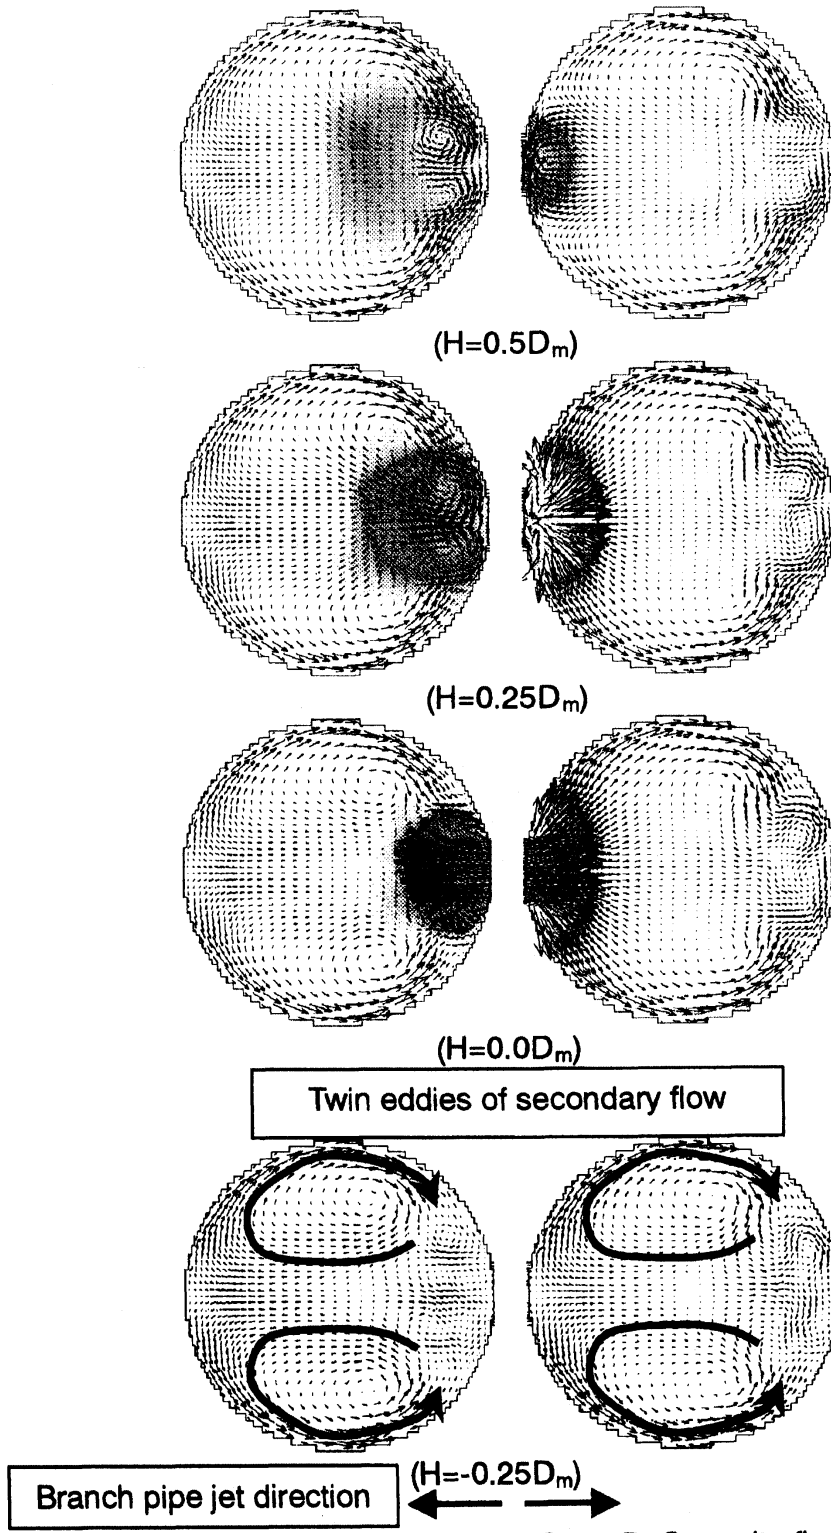 (H=0.5Dm)
(H=0.25Dm)
(H=0.0Dm)
Twin eddies of secondary flow
(H=-0.25Dm)
Branch pipe jet direction